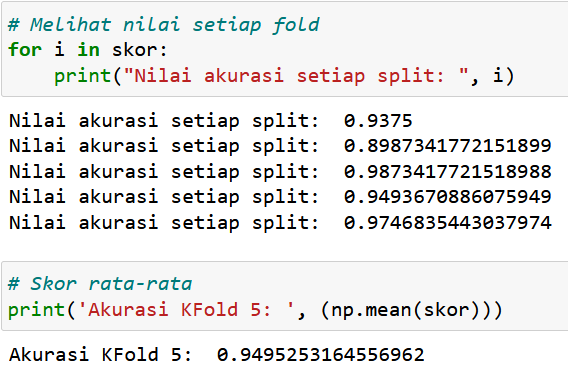 # Melihat nilai setiap fold
for i in skor:
    print("Nilai akurasi setiap split: ", i)
Nilai akurasi setiap split:  0.9375
Nilai akurasi setiap split:  0.8987341772151899
Nilai akurasi setiap split:  0.9873417721518988
Nilai akurasi setiap split:  0.9493670886075949
Nilai akurasi setiap split:  0.9746835443037974
# Skor rata-rata
print('Akurasi KFold 5: ', (np.mean(skor)))
Akurasi KFold 5:  0.9495253164556962